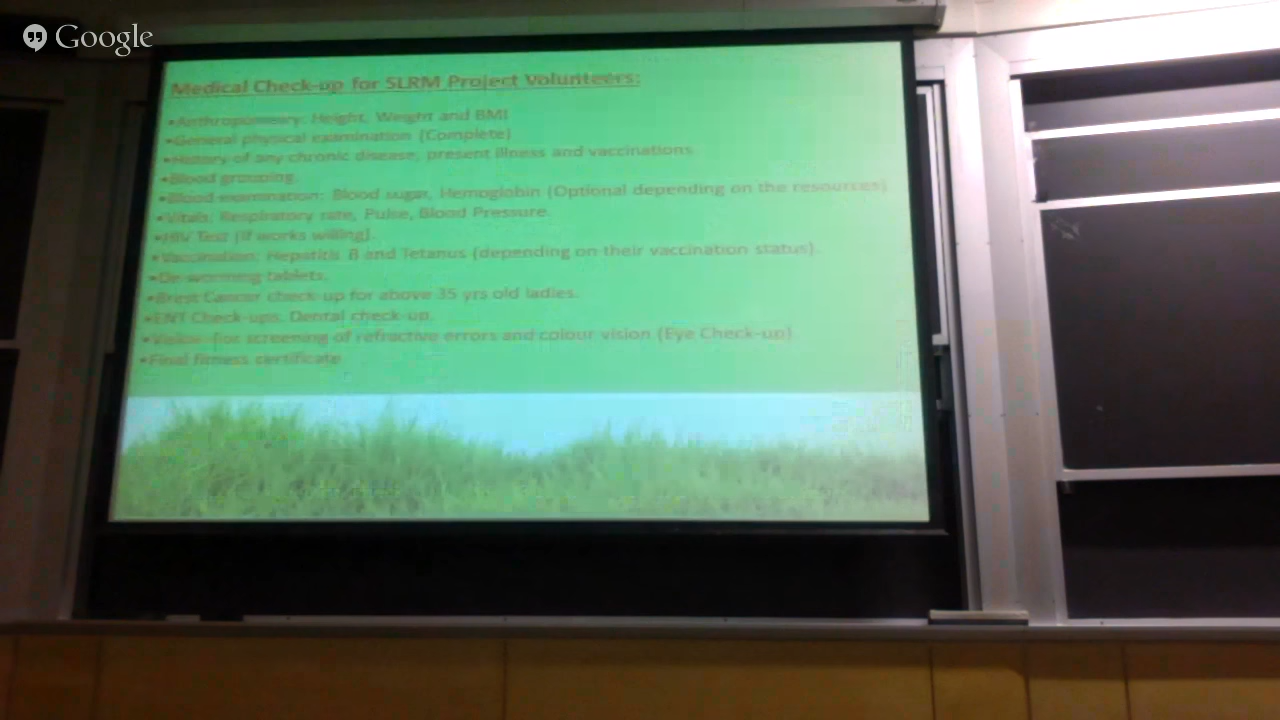 Google
Medical Check-up for SLRM Project Volunteers:
•Anthropometry: Height, Weight and BMI
•General physical examination (Complete)
•History of any chronic disease, present illness and vaccinations.
•Blood grouping.
•Blood examination: Blood sugar, Hemoglobin (Optional depending on the resourses)
•Vitals: Respiratory rate, Pulse, Blood Pressure.
•HIV Test (if works willing).
•Vaccination: Hepatitis B and Tetanus (depending on their vaccination status).
•De-worming tablets.
•Brest Cancer check-up for above 35 yrs old ladies.
•ENT Check-ups. Dental check-up.
•Vision- for screening of refractive errors and colour vision (Eye Check-up)
•Final fitness certificate